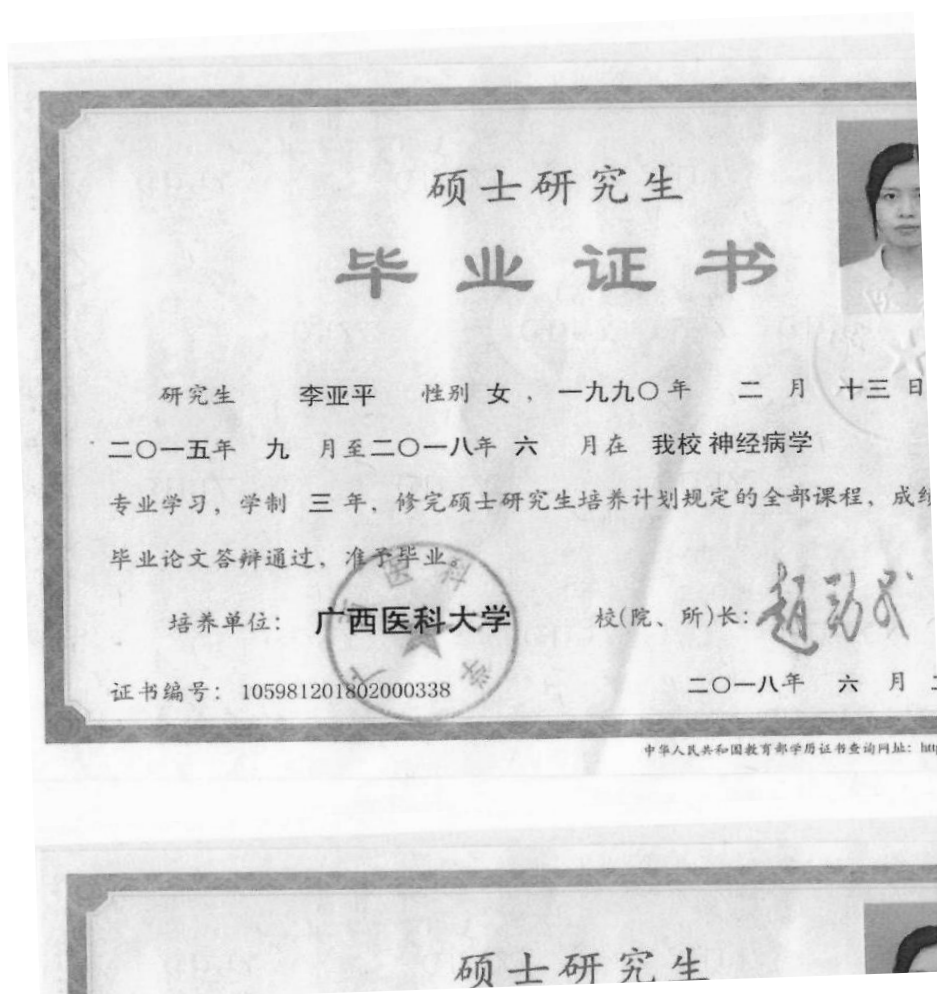 硕士研究生
毕业证书
研究生 李亚平 性别 女，一九九〇年 二 月 十三 日
二〇一五年 九 月至二〇一八年 六 月在 我校 神经病学
专业学习，学制 三 年，修完硕士研究生培养计划规定的全部课程，成绩
毕业论文答辩通过，准予毕业。
培养单位：广西医科大学 校(院、所)长：赵劲民
证书编号：105981201802000338 二〇一八年 六 月
中华人民共和国教育部学历证书查询网址：http
硕士研究生